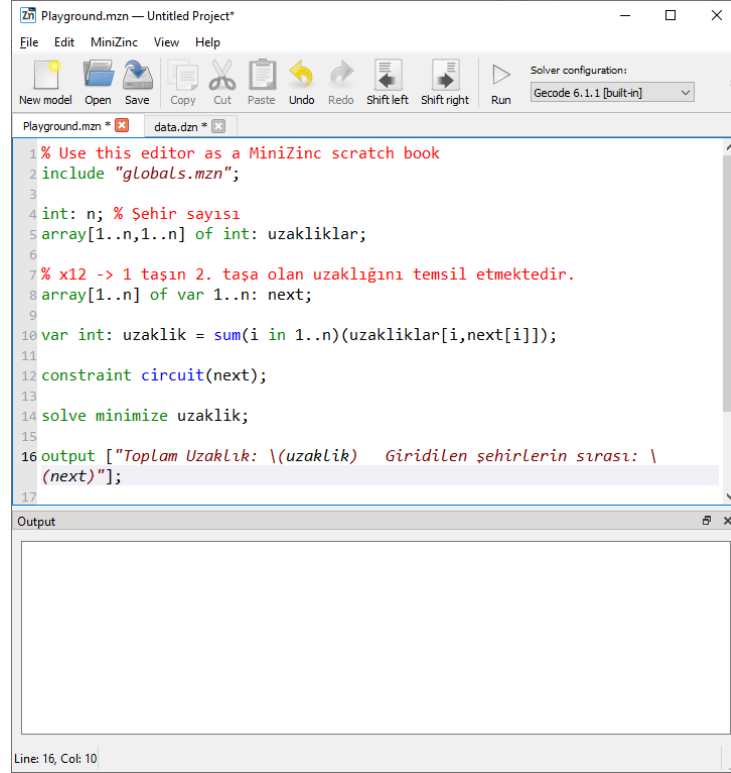 Zn Playground.mzn — Untitled Project*
File Edit MiniZinc View Help
Solver configuration:
Gecode 6.1.1 [built-in]
New model Open Save Copy Cut Paste Undo Redo Shift left Shift right Run
Playground.mzn * data.dzn *
1 % Use this editor as a MiniZinc scratch book
2 include "globals.mzn";
3
4 int: n; % Şehir sayısı
5 array[1..n,1..n] of int: uzakliklar;
6
7 % x12 -> 1 taşın 2. taşa olan uzaklığını temsil etmektedir.
8 array[1..n] of var 1..n: next;
9
10 var int: uzaklik = sum(i in 1..n)(uzakliklar[i,next[i]]);
11
12 constraint circuit(next);
13
14 solve minimize uzaklik;
15
16 output ["Toplam Uzaklık: \(uzaklik)   Giridilen şehirlerin sırası: \
(next)"];
17
Output
Line: 16, Col: 10